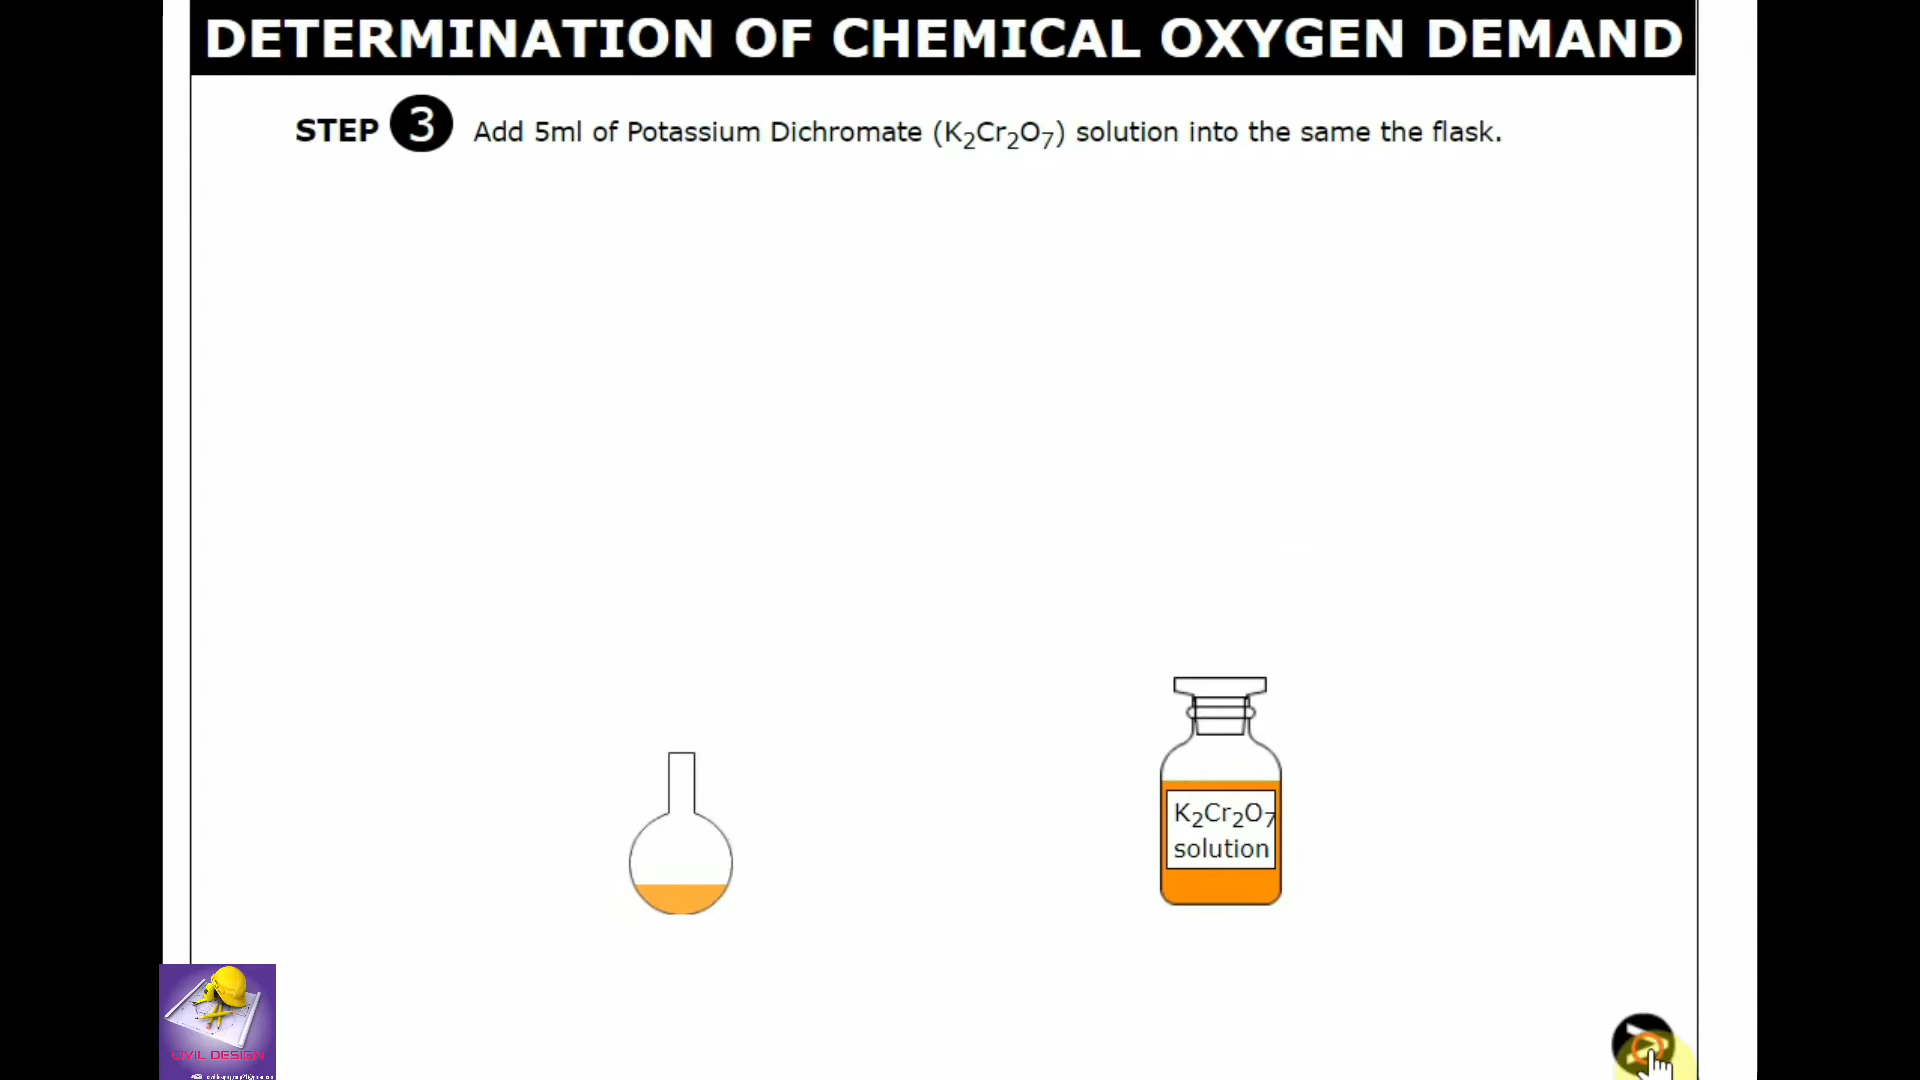 DETERMINATION OF CHEMICAL OXYGEN DEMAND
STEP 3 Add 5ml of Potassium Dichromate (K₂Cr₂O₇) solution into the same the flask.
K₂Cr₂O₇
solution
CIVIL DESIGN